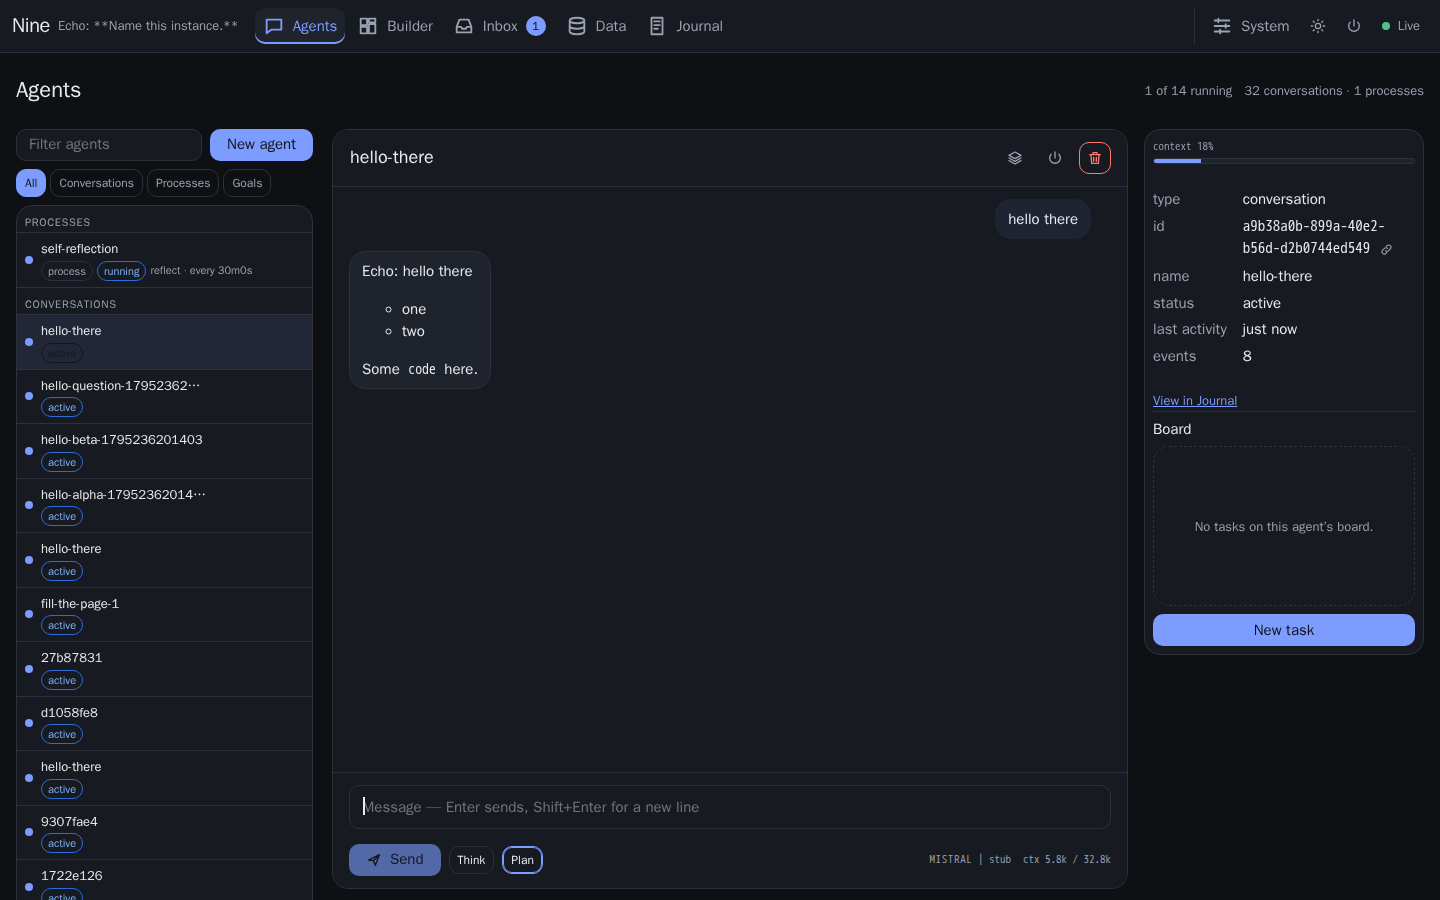 Nine Echo: **Name this instance.** Agents Builder Inbox 1 Data Journal System Live
Agents
1 of 14 running 32 conversations · 1 processes
Filter agents New agent
All Conversations Processes Goals
PROCESSES
self-reflection
process running reflect · every 30m0s
CONVERSATIONS
hello-there
active
hello-question-17952362···
active
hello-beta-1795236201403
active
hello-alpha-17952362014···
active
hello-there
active
fill-the-page-1
active
27b87831
active
d1058fe8
active
hello-there
active
9307fae4
active
1722e126
active
hello-there
hello there
Echo: hello there
one
two
Some code here.
Message — Enter sends, Shift+Enter for a new line
Send Think Plan
MISTRAL | stub ctx 5.8k / 32.8k
context 18%
type conversation
id a9b38a0b-899a-40e2-
b56d-d2b0744ed549
name hello-there
status active
last activity just now
events 8
View in Journal
Board
No tasks on this agent's board.
New task